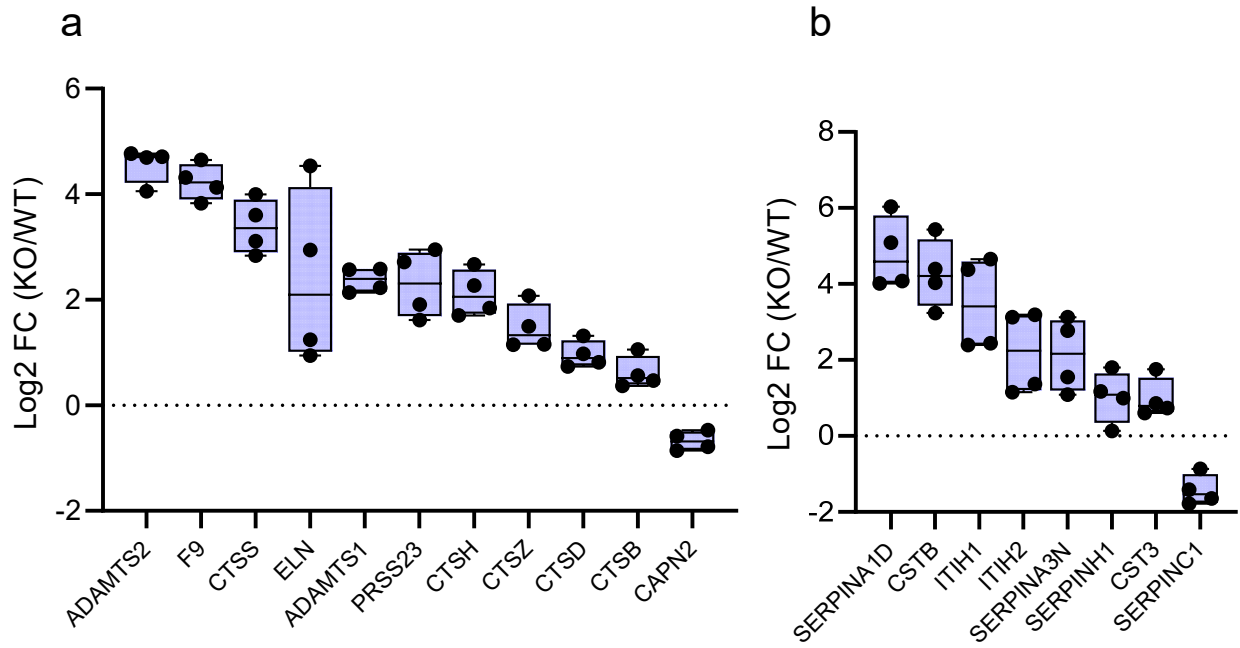 a
Log2 FC (KO/WT)
6
4
2
0
-2
ADAMTS2
F9
CTSS
ELN
ADAMTS1
PRSS23
CTSH
CTSZ
CTSD
CTSB
CAPN2
b
Log2 FC (KO/WT)
8
6
4
2
0
-2
SERPINA1D
CSTB
ITIH1
ITIH2
SERPINA3N
SERPINH1
CST3
SERPINC1